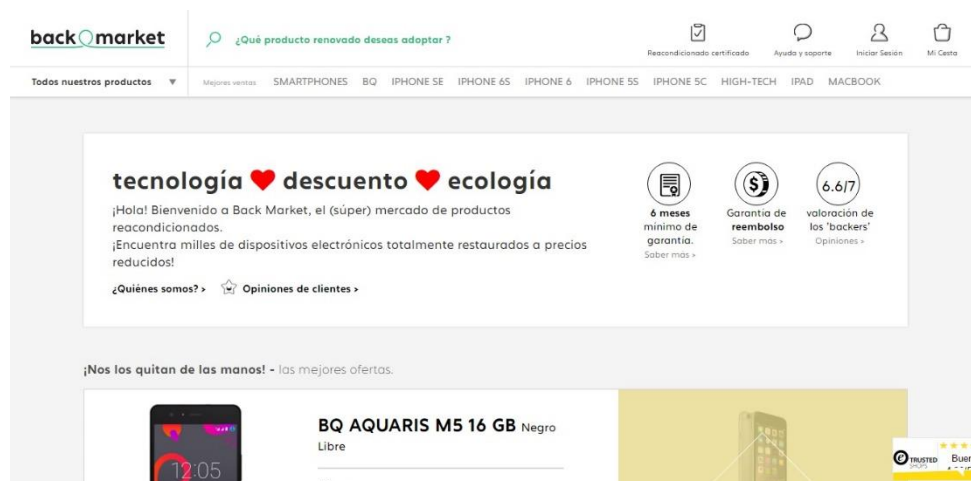 back market
¿Qué producto renovado deseas adoptar ?
Reacondicionado certificado
Ayuda y soporte
Iniciar Sesión
Mi Cesta
Todos nuestros productos
Mejores ventas
SMARTPHONES
BQ
IPHONE SE
IPHONE 6S
IPHONE 6
IPHONE 5S
IPHONE 5C
HIGH-TECH
IPAD
MACBOOK
tecnología ❤ descuento ❤ ecología
¡Hola! Bienvenido a Back Market, el (súper) mercado de productos
reacondicionados.
¡Encuentra milles de dispositivos electrónicos totalmente restaurados a precios
reducidos!
¿Quiénes somos? >
Opiniones de clientes >
6 meses
mínimo de
garantía.
Saber más >
Garantía de
reembolso
Saber más >
6.6/7
valoración de
los 'backers'
Opiniones >
¡Nos los quitan de las manos! - las mejores ofertas.
12:05
BQ AQUARIS M5 16 GB Negro
Libre
TRUSTED
SHOPS